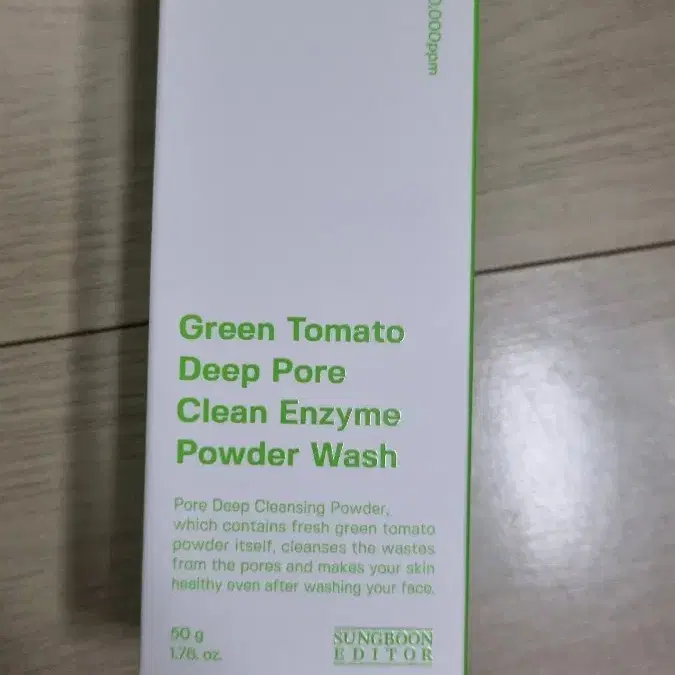 0,000ppm
Green Tomato
Deep Pore
Clean Enzyme
Powder Wash
Pore Deep Cleansing Powder,
which contains fresh green tomato
powder itself, cleanses the wastes
from the pores and makes your skin
healthy even after washing your face.
50 g
1.76. oz.
SUNGBOON
EDITOR